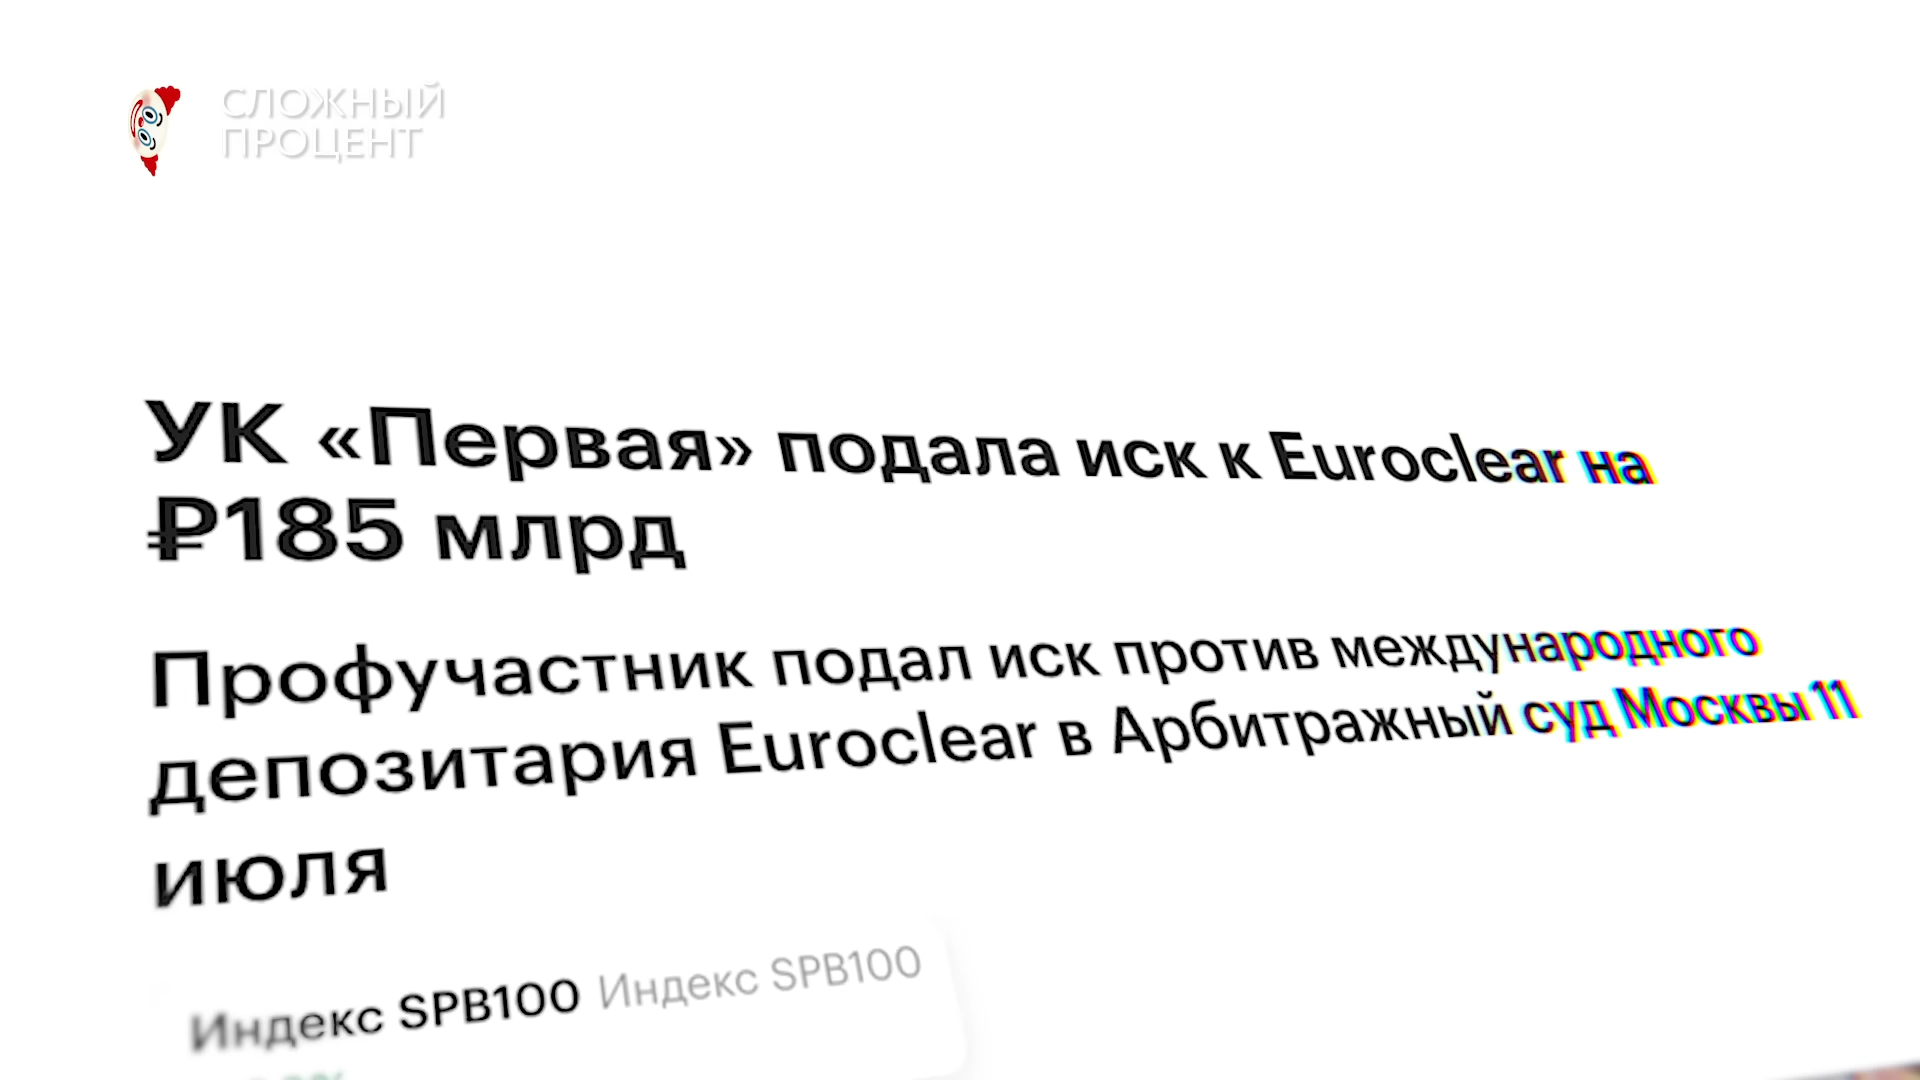 СЛОЖНЫЙ
ПРОЦЕНТ
УК «Первая» подала иск к Euroclear на
₽185 млрд
Профучастник подал иск против международного
депозитария Euroclear в Арбитражный суд Москвы 11
июля
Индекс SPB100 Индекс SPB100